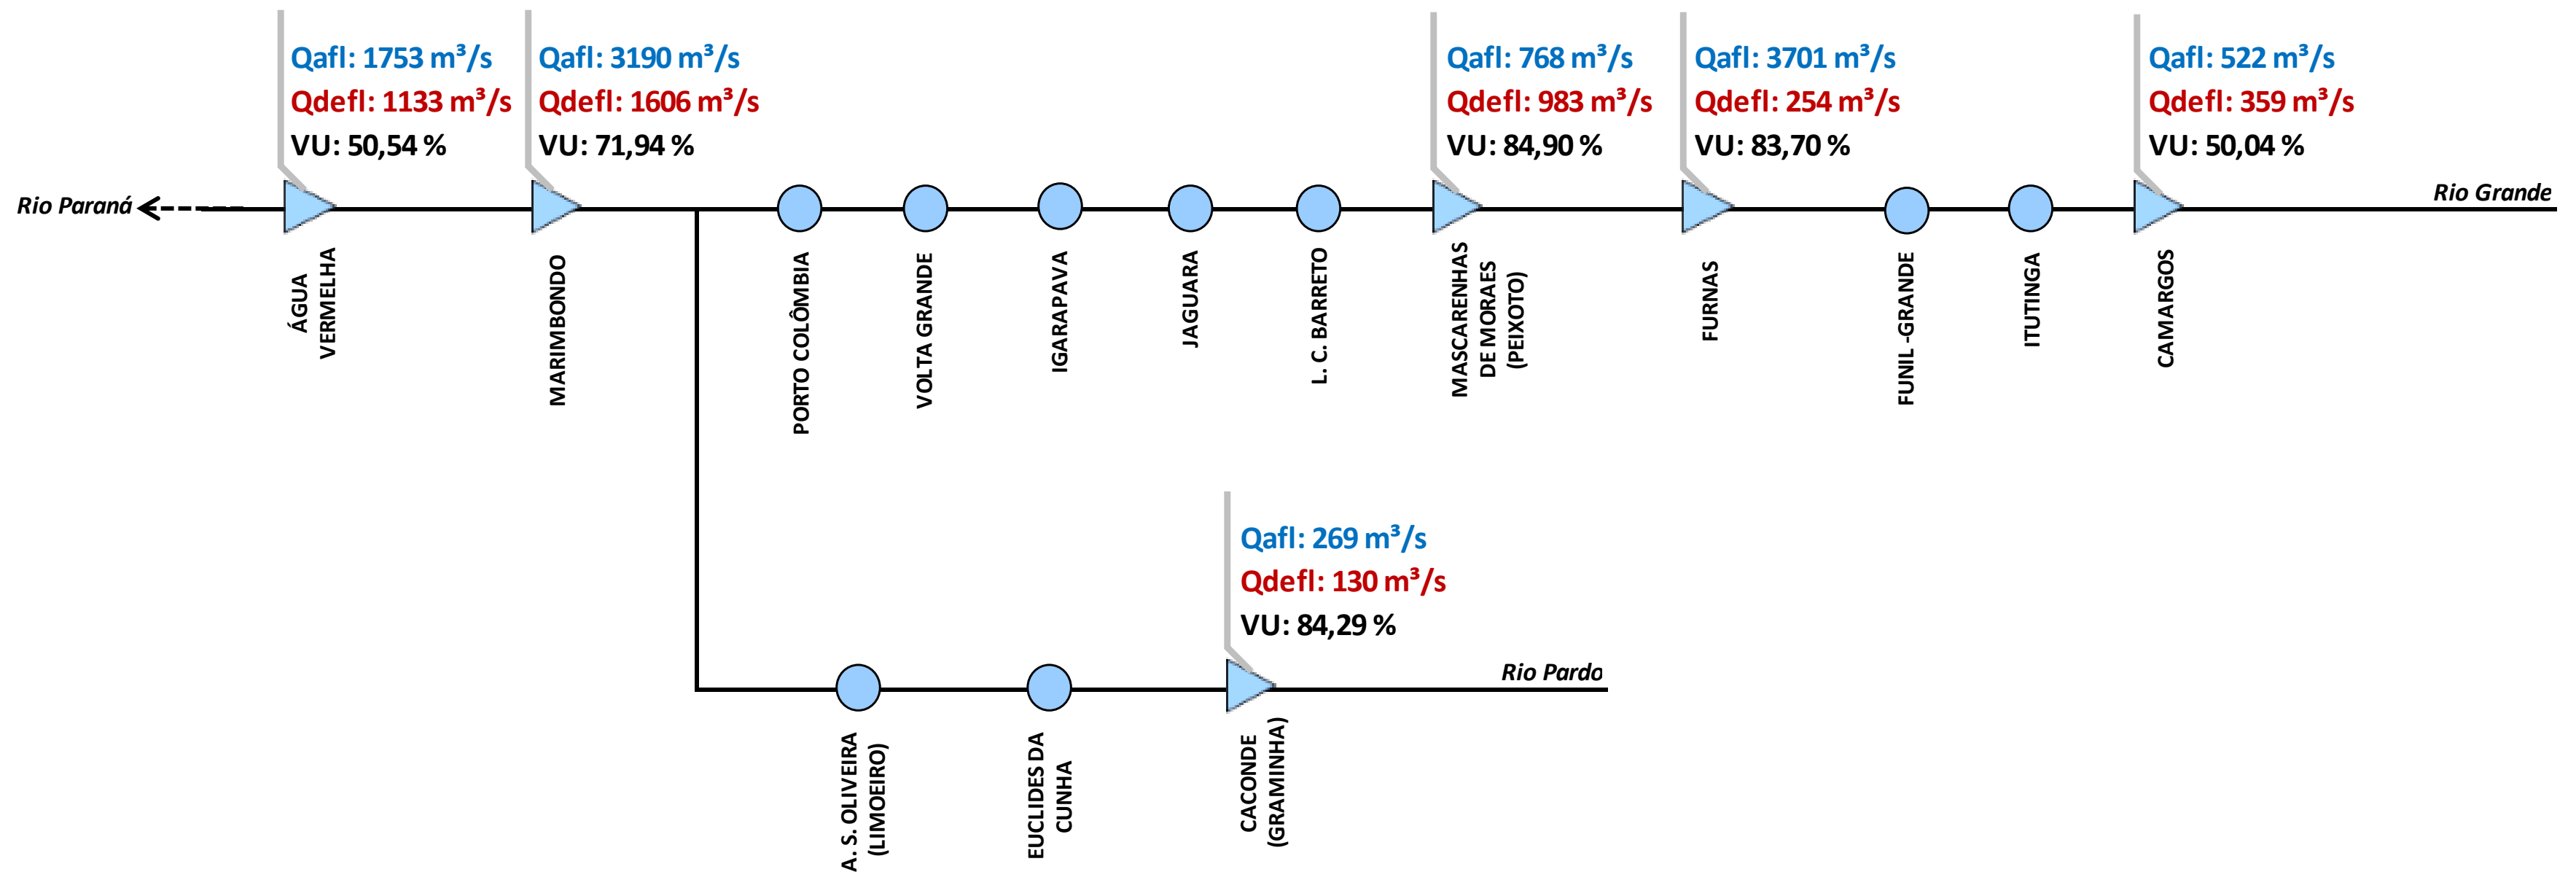 Qafl: 1753 m³/s
Qdefl: 1133 m³/s
VU: 50,54 %
Qafl: 3190 m³/s
Qdefl: 1606 m³/s
VU: 71,94 %
Qafl: 768 m³/s
Qdefl: 983 m³/s
VU: 84,90 %
Qafl: 3701 m³/s
Qdefl: 254 m³/s
VU: 83,70 %
Qafl: 522 m³/s
Qdefl: 359 m³/s
VU: 50,04 %
Rio Paraná
Rio Grande
ÁGUA
VERMELHA
MARIMBONDO
PORTO COLÔMBIA
VOLTA GRANDE
IGARAPAVA
JAGUARA
L. C. BARRETO
MASCARENHAS
DE MORAES
(PEIXOTO)
FURNAS
FUNIL -GRANDE
ITUTINGA
CAMARGOS
Qafl: 269 m³/s
Qdefl: 130 m³/s
VU: 84,29 %
Rio Pardo
A. S. OLIVEIRA
(LIMOEIRO)
EUCLIDES DA
CUNHA
CACONDE
(GRAMINHA)